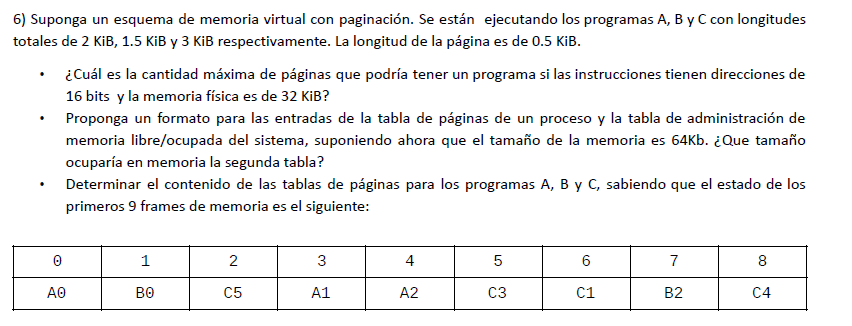 6) Suponga un esquema de memoria virtual con paginación. Se están ejecutando los programas A, B y C con longitudes
totales de 2 KiB, 1.5 KiB y 3 KiB respectivamente. La longitud de la página es de 0.5 KiB.
• ¿Cuál es la cantidad máxima de páginas que podría tener un programa si las instrucciones tienen direcciones de
16 bits y la memoria física es de 32 KiB?
• Proponga un formato para las entradas de la tabla de páginas de un proceso y la tabla de administración de
memoria libre/ocupada del sistema, suponiendo ahora que el tamaño de la memoria es 64Kb. ¿Que tamaño
ocuparía en memoria la segunda tabla?
• Determinar el contenido de las tablas de páginas para los programas A, B y C, sabiendo que el estado de los
primeros 9 frames de memoria es el siguiente:
0 1 2 3 4 5 6 7 8
A0 B0 C5 A1 A2 C3 C1 B2 C4